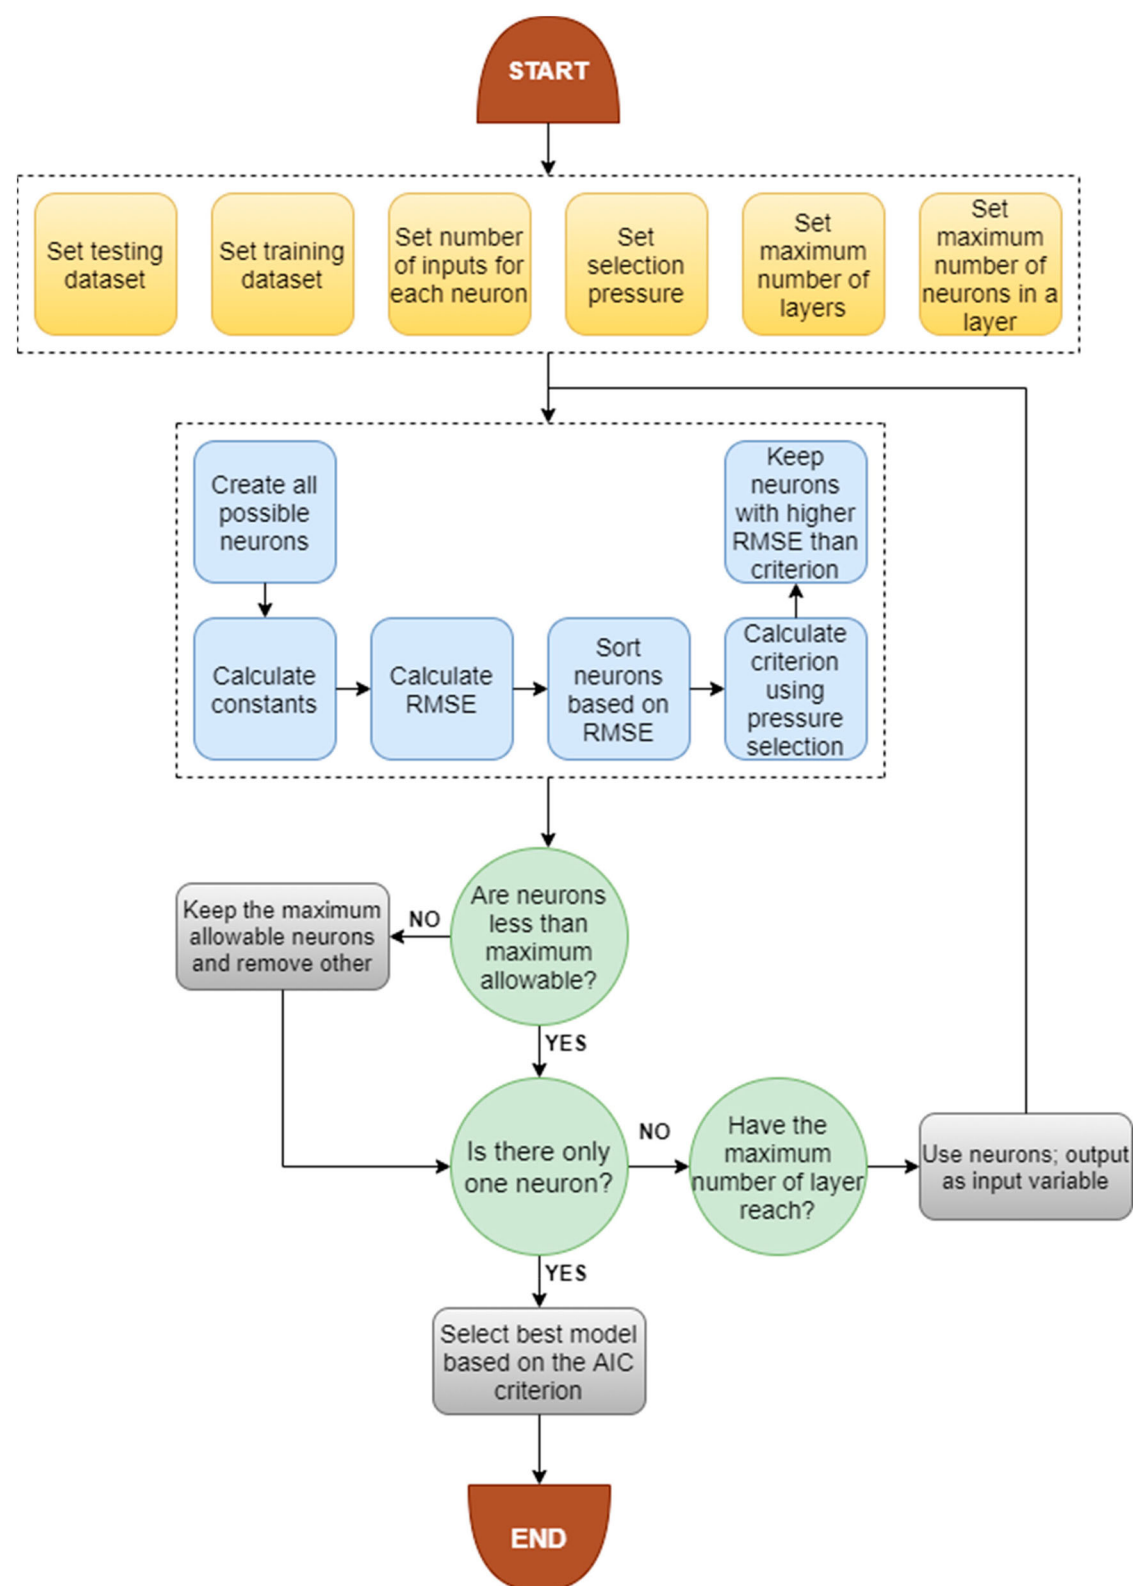 START
Set testing
dataset
Set training
dataset
Set number
of inputs for
each neuron
Set
selection
pressure
Set
maximum
number of
layers
Set
maximum
number of
neurons in a
layer
Create all
possible
neurons
Keep
neurons
with higher
RMSE than
criterion
Calculate
constants
Calculate
RMSE
Sort
neurons
based on
RMSE
Calculate
criterion
using
pressure
selection
Are neurons
less than
maximum
allowable?
NO
Keep the maximum
allowable neurons
and remove other
YES
Is there only
one neuron?
NO
Have the
maximum
number of layer
reach?
Use neurons; output
as input variable
YES
Select best model
based on the AIC
criterion
END